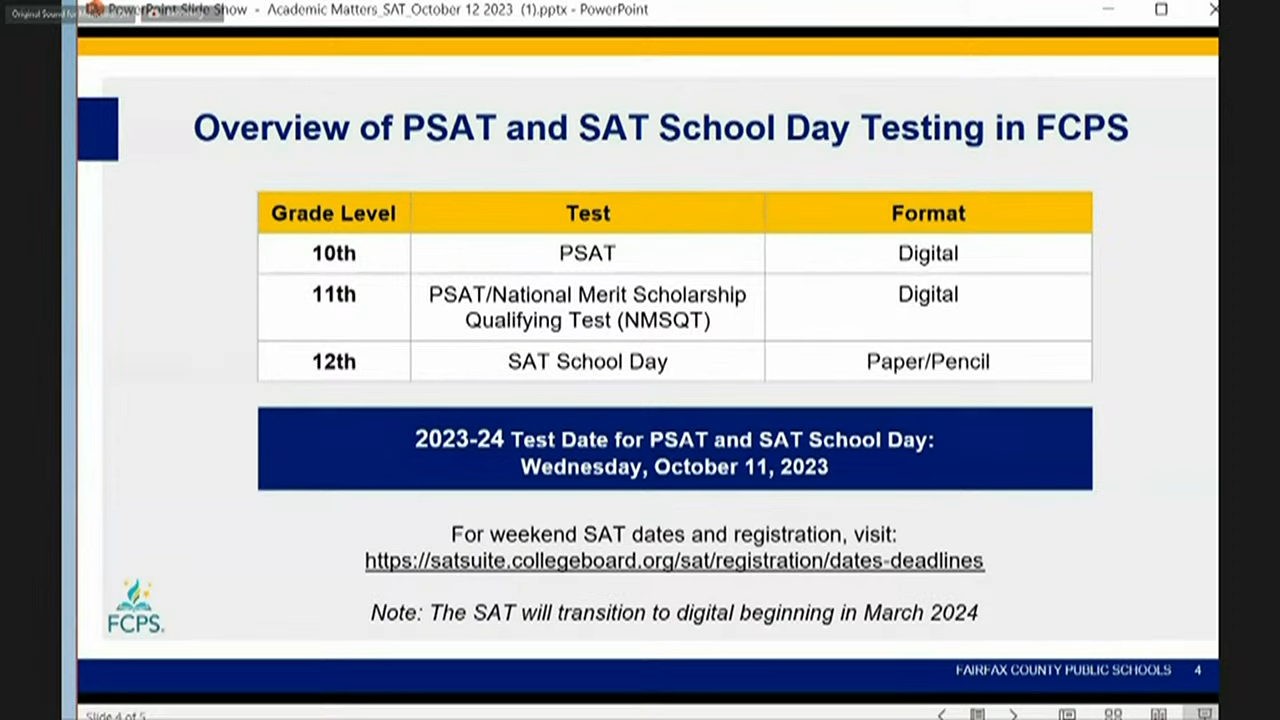 PowerPoint Slide Show - Academic Matters_SAT_October 12 2023 (1).pptx - PowerPoint
Overview of PSAT and SAT School Day Testing in FCPS
Grade Level Test Format
10th PSAT Digital
11th PSAT/National Merit Scholarship Digital
Qualifying Test (NMSQT)
12th SAT School Day Paper/Pencil
2023-24 Test Date for PSAT and SAT School Day:
Wednesday, October 11, 2023
For weekend SAT dates and registration, visit:
https://satsuite.collegeboard.org/sat/registration/dates-deadlines
Note: The SAT will transition to digital beginning in March 2024
FCPS.
FAIRFAX COUNTY PUBLIC SCHOOLS 4
Slide 4 of 5